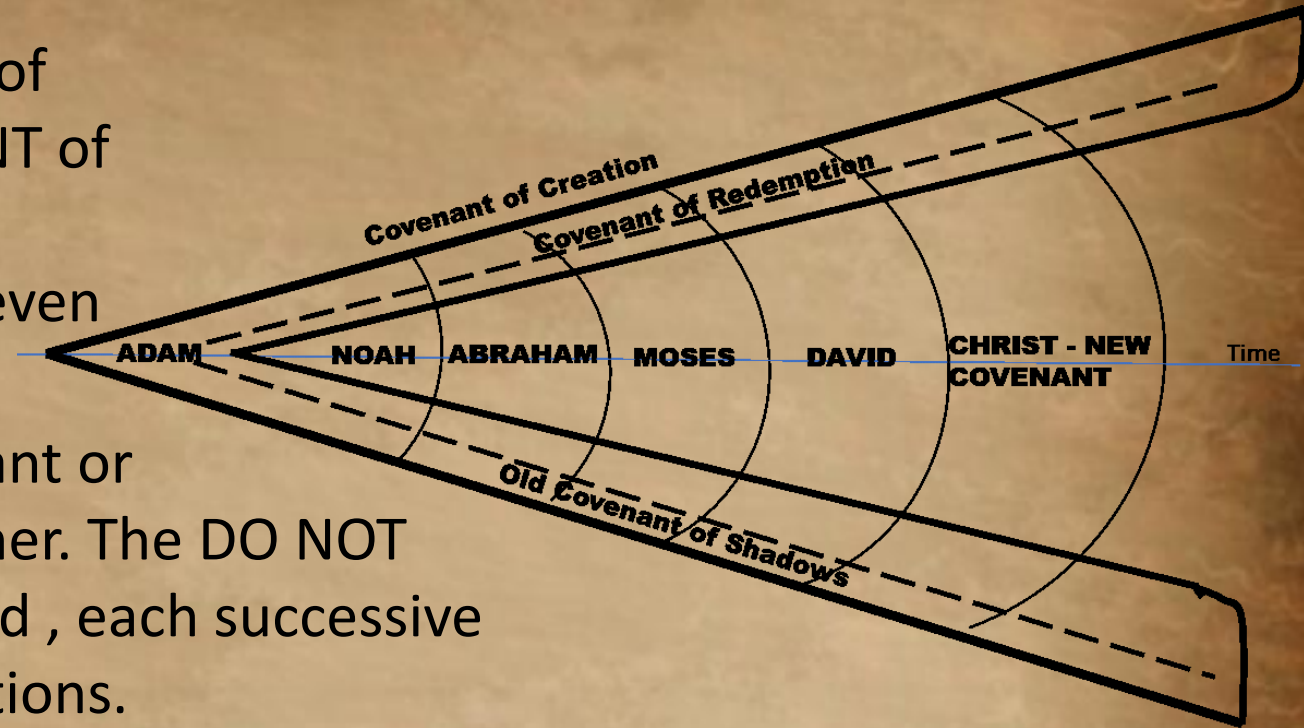 of
NT of
even
ant or
her. The DO NOT
d , each successive
tions.
Covenant of Creation
Covenant of Redemption
ADAM
NOAH
ABRAHAM
MOSES
DAVID
CHRIST - NEW
COVENANT
Time
Old Covenant of Shadows